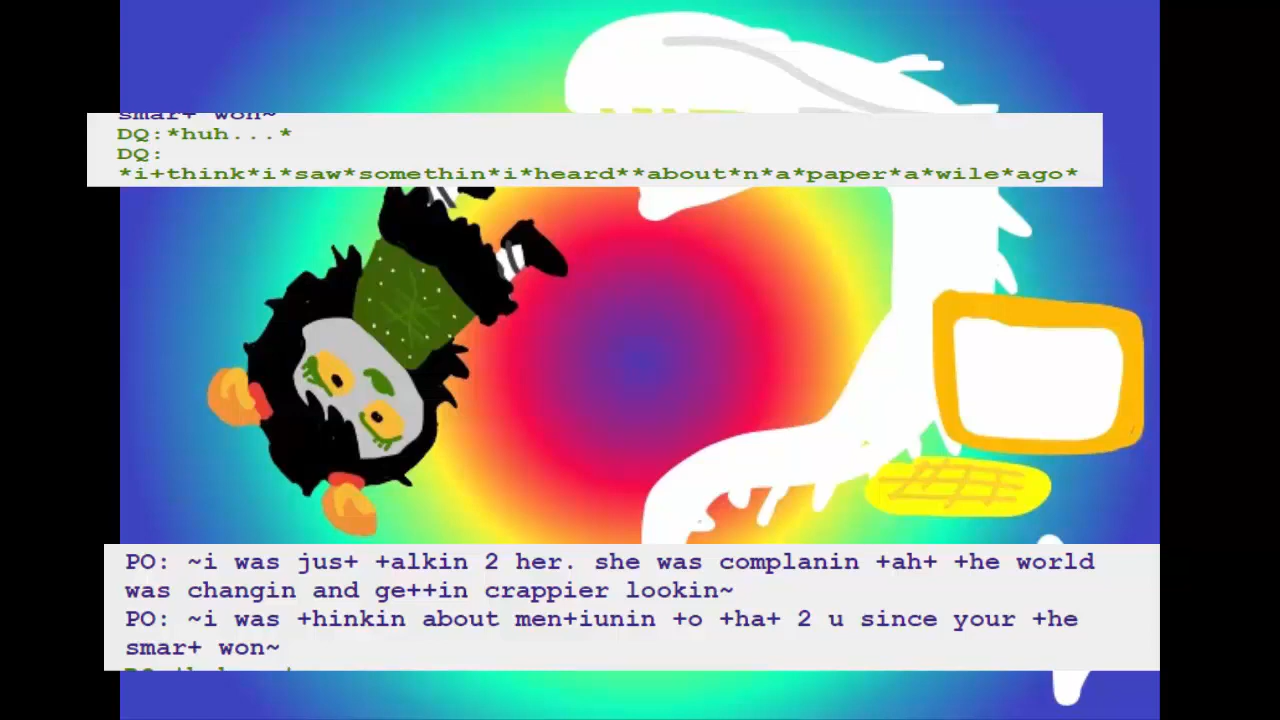 smar+ won~
DQ:*huh...*
DQ:
*i+think*i*saw*somethin*i*heard**about*n*a*paper*a*wile*ago*
PO: ~i was jus+ +alkin 2 her. she was complanin +ah+ +he world
was changin and ge++in crappier lookin~
PO: ~i was +hinkin about men+iunin +o +ha+ 2 u since your +he
smar+ won~